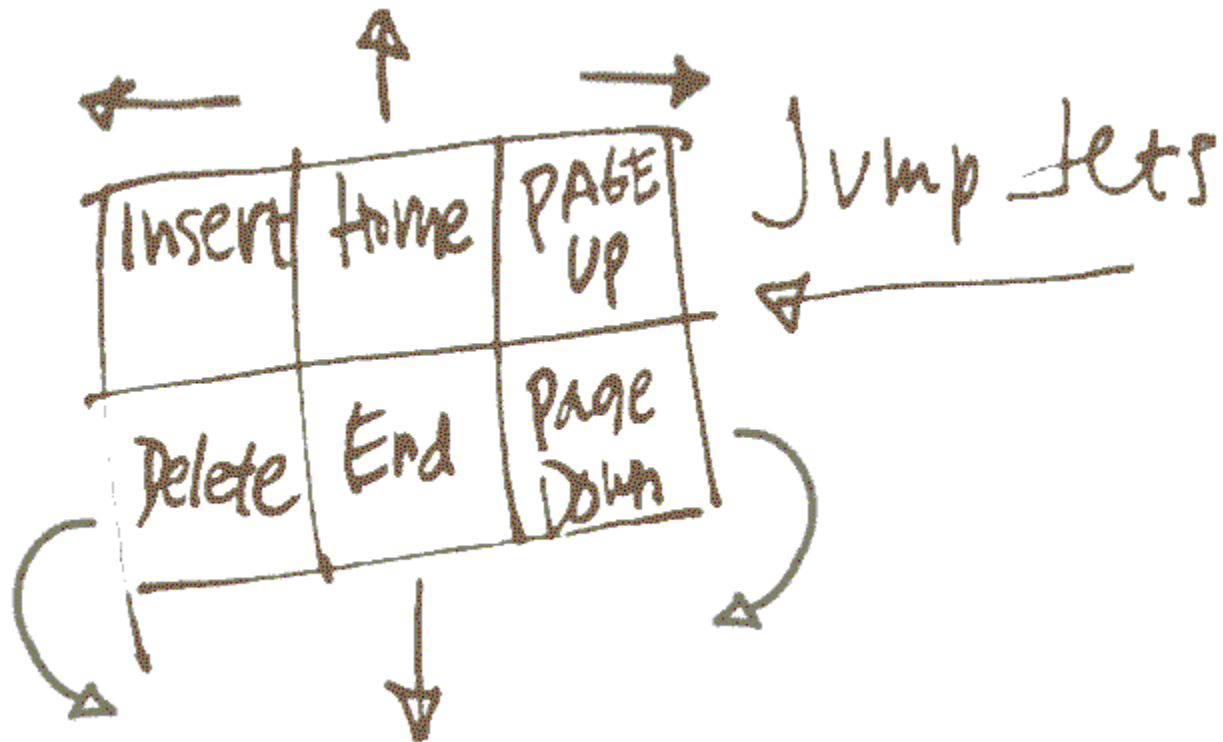 Jump Jets
Insert
Home
PAGE
UP
Delete
End
Page
Down